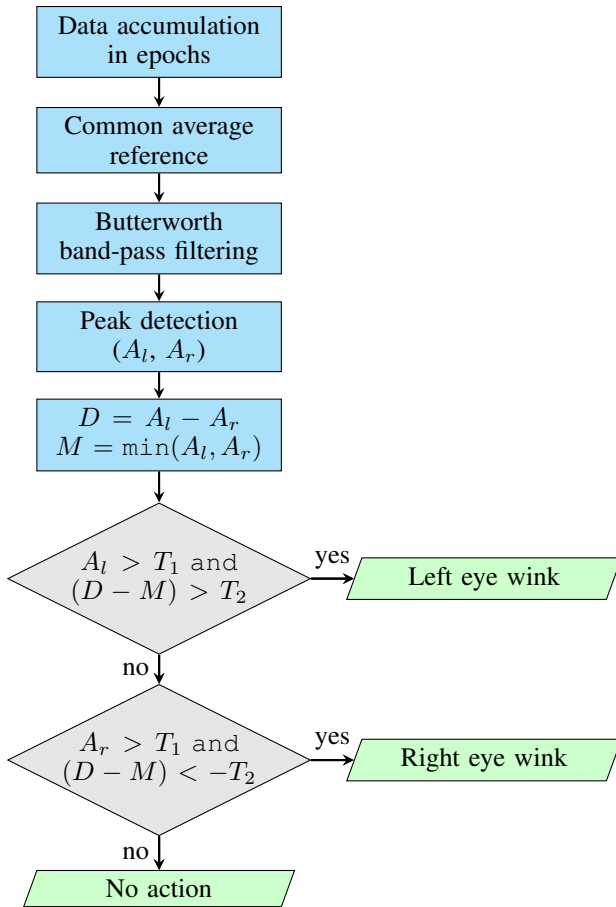 Data accumulation
in epochs
Common average
reference
Butterworth
band-pass filtering
Peak detection
(A_l, A_r)
D = A_l − A_r
M = min(A_l, A_r)
A_l > T_1 and
(D − M) > T_2
yes
Left eye wink
no
A_r > T_1 and
(D − M) < −T_2
yes
Right eye wink
no
No action